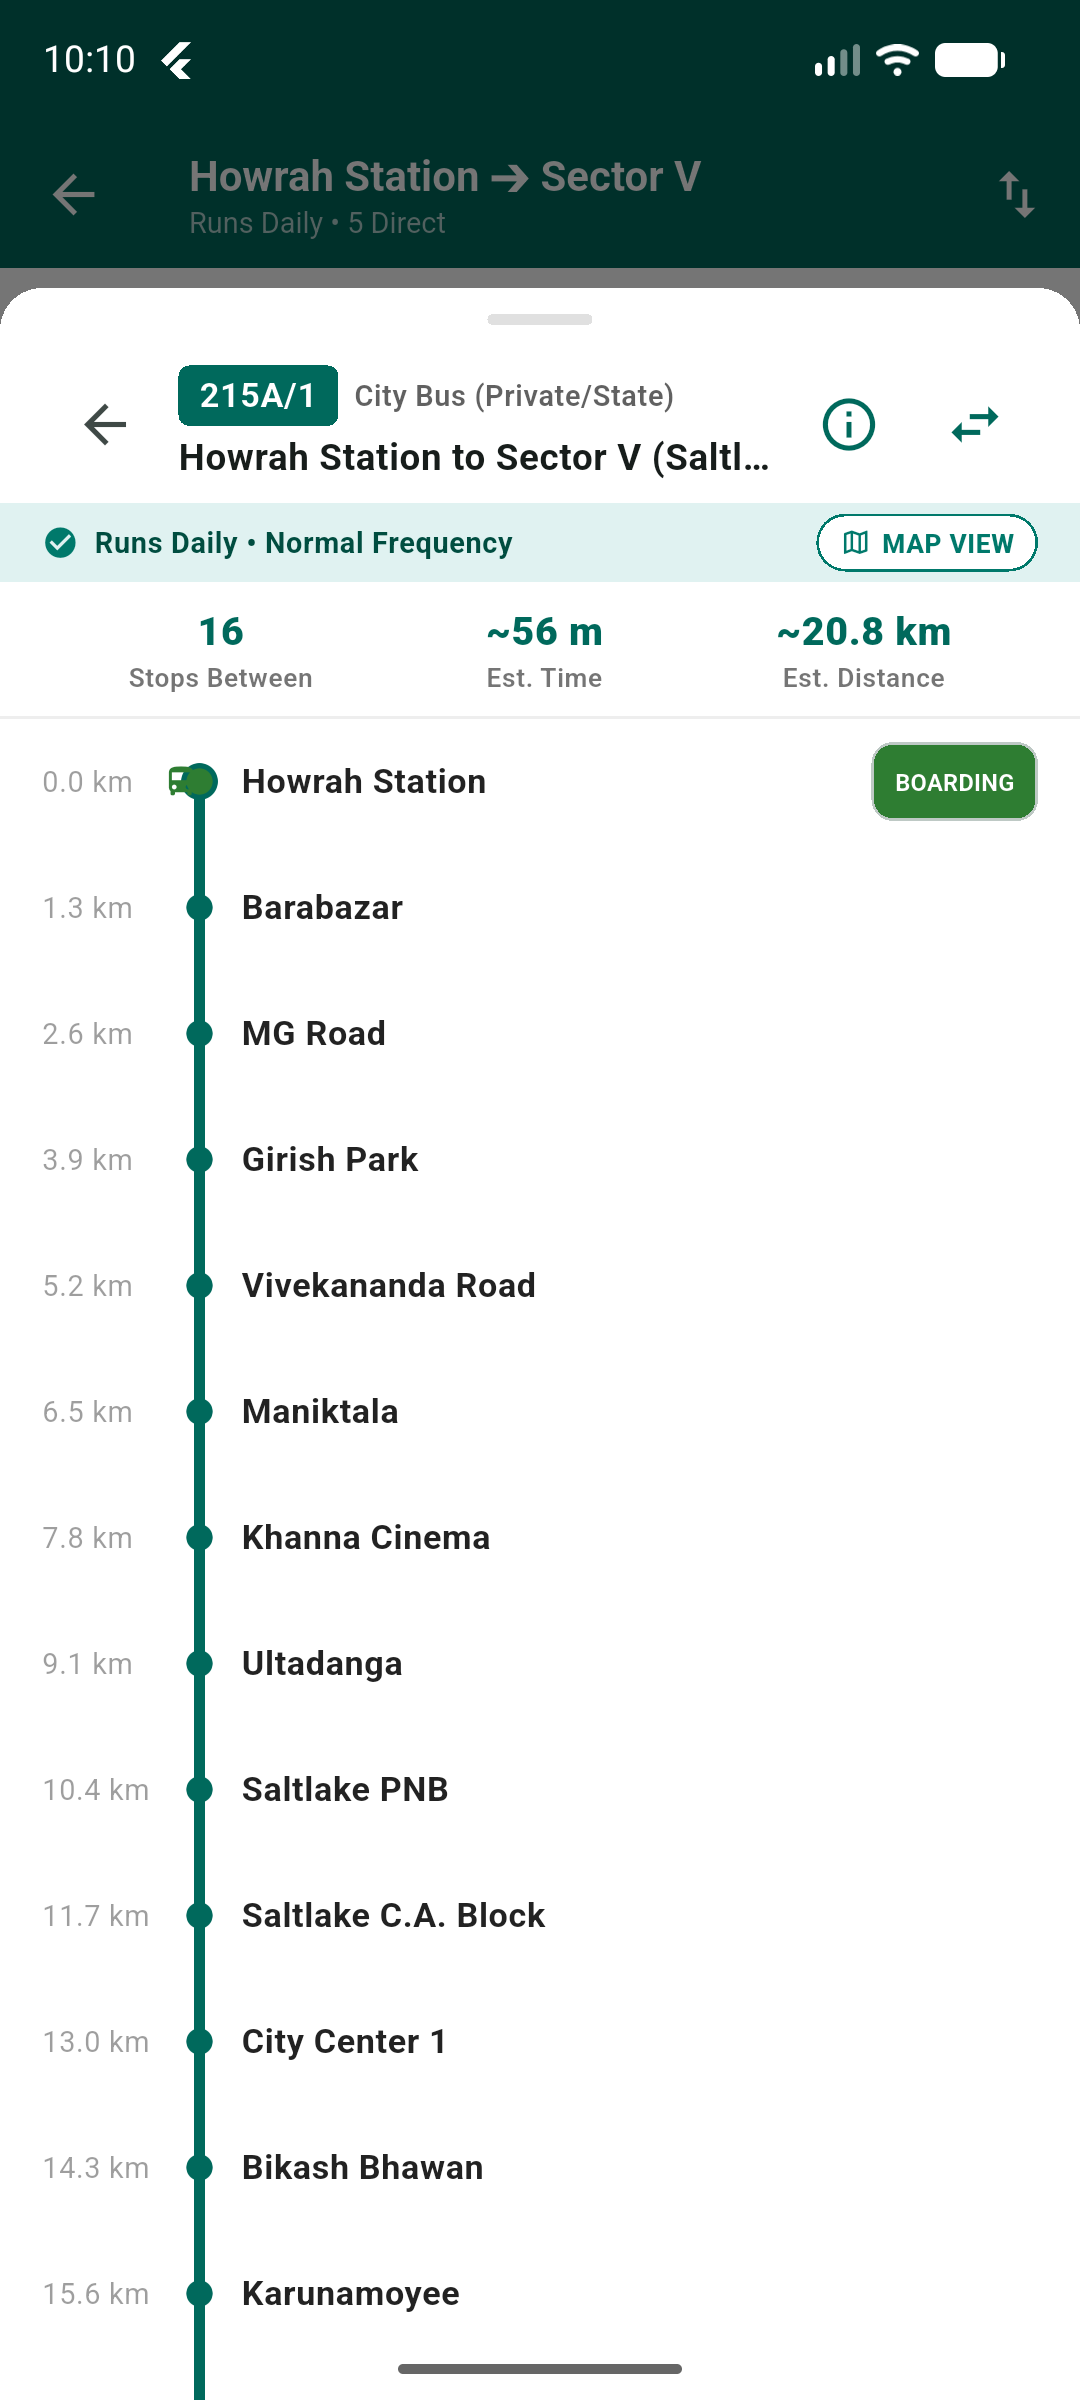 10:10
Howrah Station → Sector V
Runs Daily • 5 Direct
215A/1 City Bus (Private/State)
Howrah Station to Sector V (Saltl...
Runs Daily • Normal Frequency
MAP VIEW
16 ~56 m ~20.8 km
Stops Between Est. Time Est. Distance
0.0 km Howrah Station BOARDING
1.3 km Barabazar
2.6 km MG Road
3.9 km Girish Park
5.2 km Vivekananda Road
6.5 km Maniktala
7.8 km Khanna Cinema
9.1 km Ultadanga
10.4 km Saltlake PNB
11.7 km Saltlake C.A. Block
13.0 km City Center 1
14.3 km Bikash Bhawan
15.6 km Karunamoyee